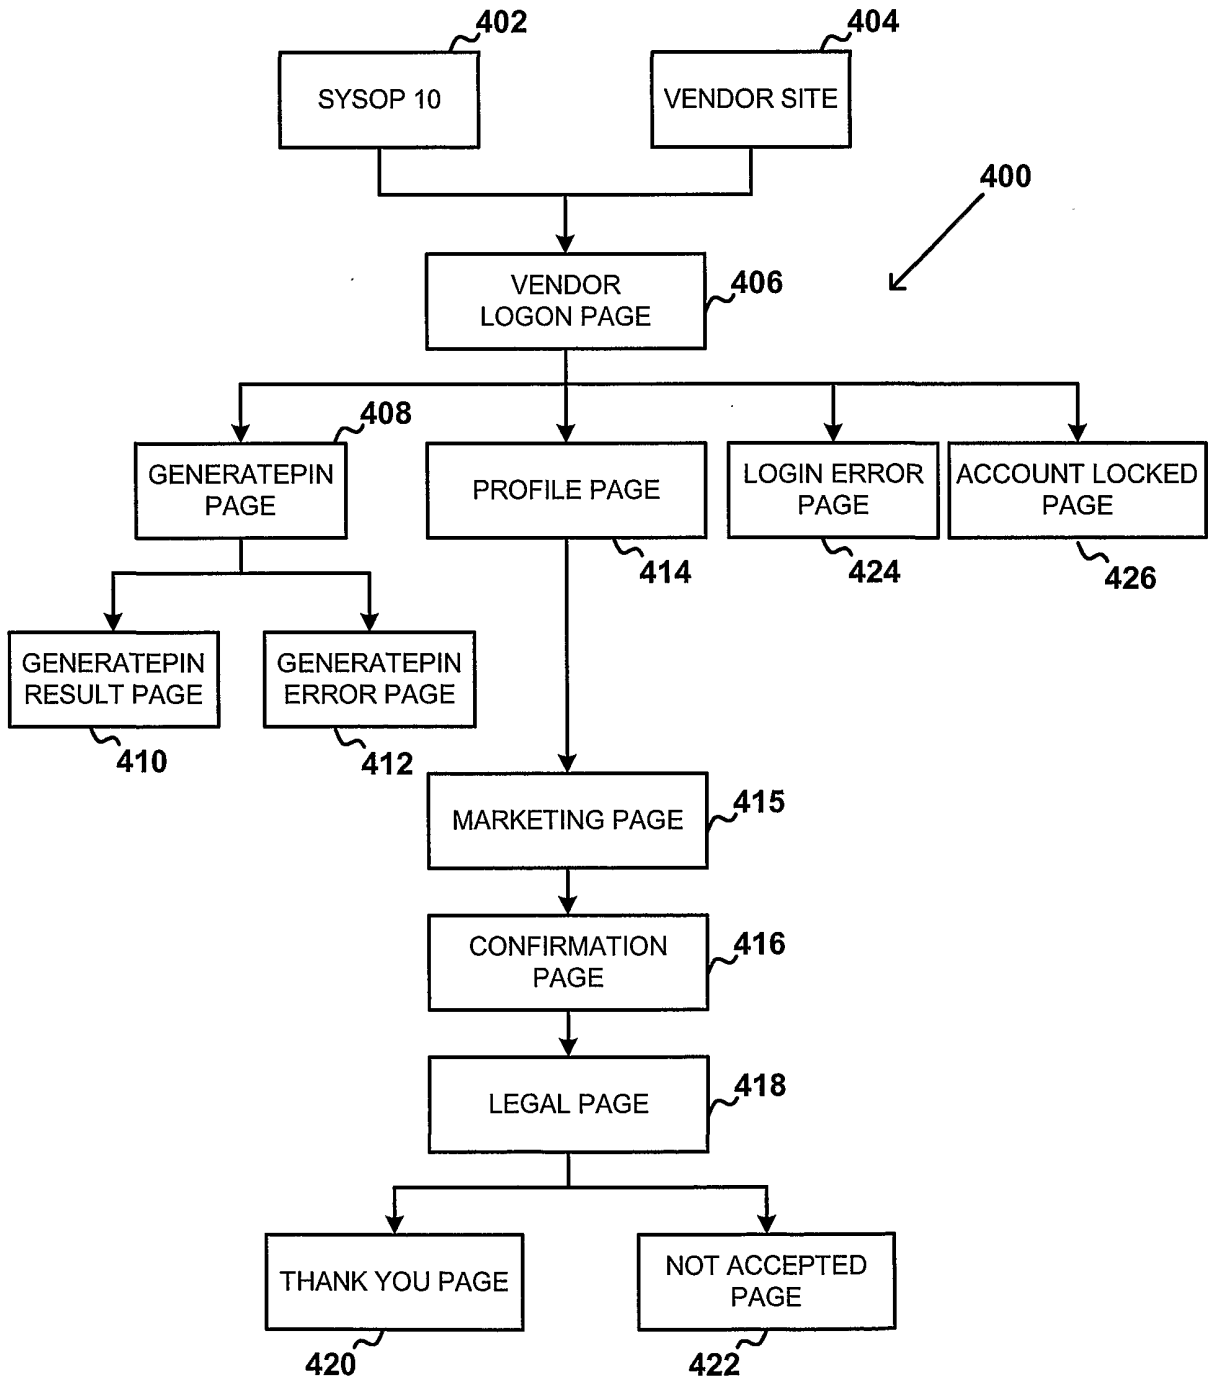 402
404
SYSOP 10
VENDOR SITE
400
VENDOR
LOGON PAGE
406
408
GENERATEPIN
PAGE
PROFILE PAGE
LOGIN ERROR
PAGE
ACCOUNT LOCKED
PAGE
414
424
426
GENERATEPIN
RESULT PAGE
GENERATEPIN
ERROR PAGE
410
412
MARKETING PAGE
415
CONFIRMATION
PAGE
416
LEGAL PAGE
418
THANK YOU PAGE
NOT ACCEPTED
PAGE
420
422